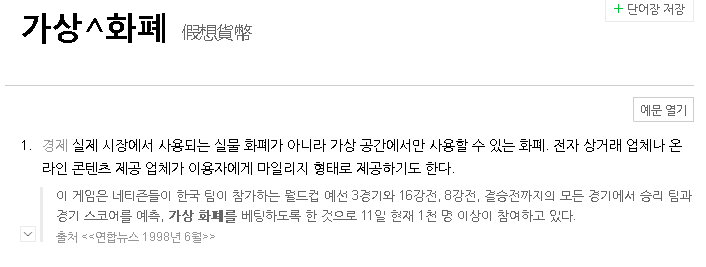 + 단어장 저장
가상^화폐 假想貨幣
예문 열기
1. 경제 실제 시장에서 사용되는 실물 화폐가 아니라 가상 공간에서만 사용할 수 있는 화폐. 전자 상거래 업체나 온
라인 콘텐츠 제공 업체가 이용자에게 마일리지 형태로 제공하기도 한다.
이 게임은 네티즌들이 한국 팀이 참가하는 월드컵 예선 3경기와 16강전, 8강전, 결승전까지의 모든 경기에서 승리 팀과
경기 스코어를 예측, 가상 화폐를 베팅하도록 한 것으로 11일 현재 1천 명 이상이 참여하고 있다.
출처 <<연합뉴스 1998년 6월>>